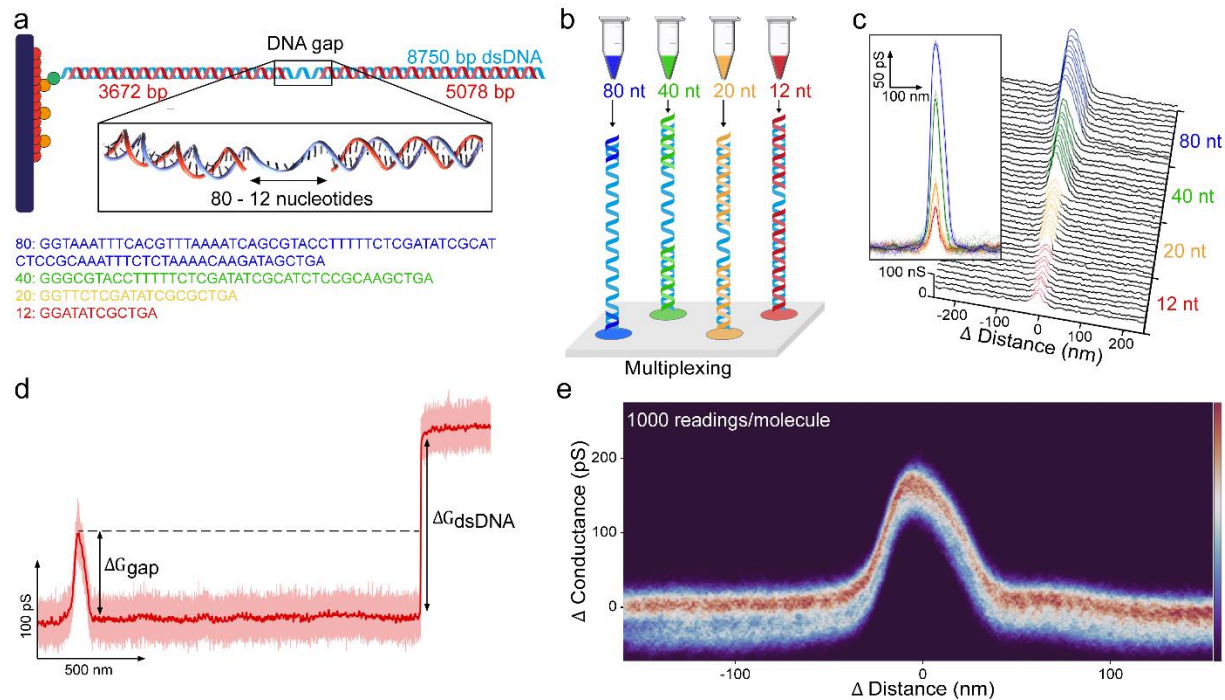 a
DNA gap
8750 bp dsDNA
3672 bp
5078 bp
80 - 12 nucleotides
80: GGTAAATTTCACGTTTAAAATCAGCGTACCTTTTTCTCGATATCGCAT
CTCCGCAAATTTCTCTAAAACAAGATAGCTGA
40: GGGCGTACCTTTTTCTCGATATCGCATCTCCGCAAGCTGA
20: GGTTCTCGATATCGCGCTGA
12: GGATATCGCTGA
b
80 nt 40 nt 20 nt 12 nt
Multiplexing
c
50 pS
100 nm
100 nS
0
-200 -100 0 100 200
Δ Distance (nm)
80 nt
40 nt
20 nt
12 nt
d
ΔGgap
ΔGdsDNA
100 pS
500 nm
e
1000 readings/molecule
Δ Conductance (pS)
200
100
0
-100 0 100
Δ Distance (nm)